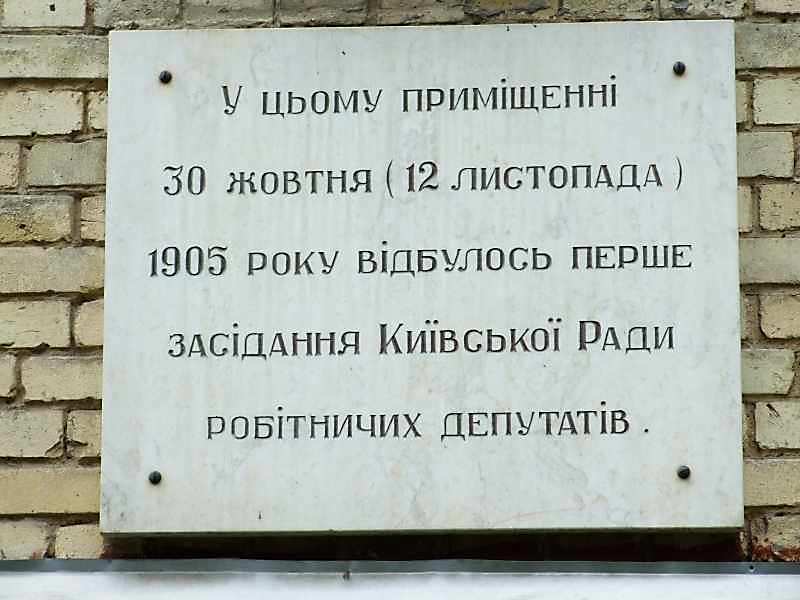 У цьому приміщенні
30 жовтня (12 листопада)
1905 року відбулось перше
засідання Київської Ради
робітничих депутатів.